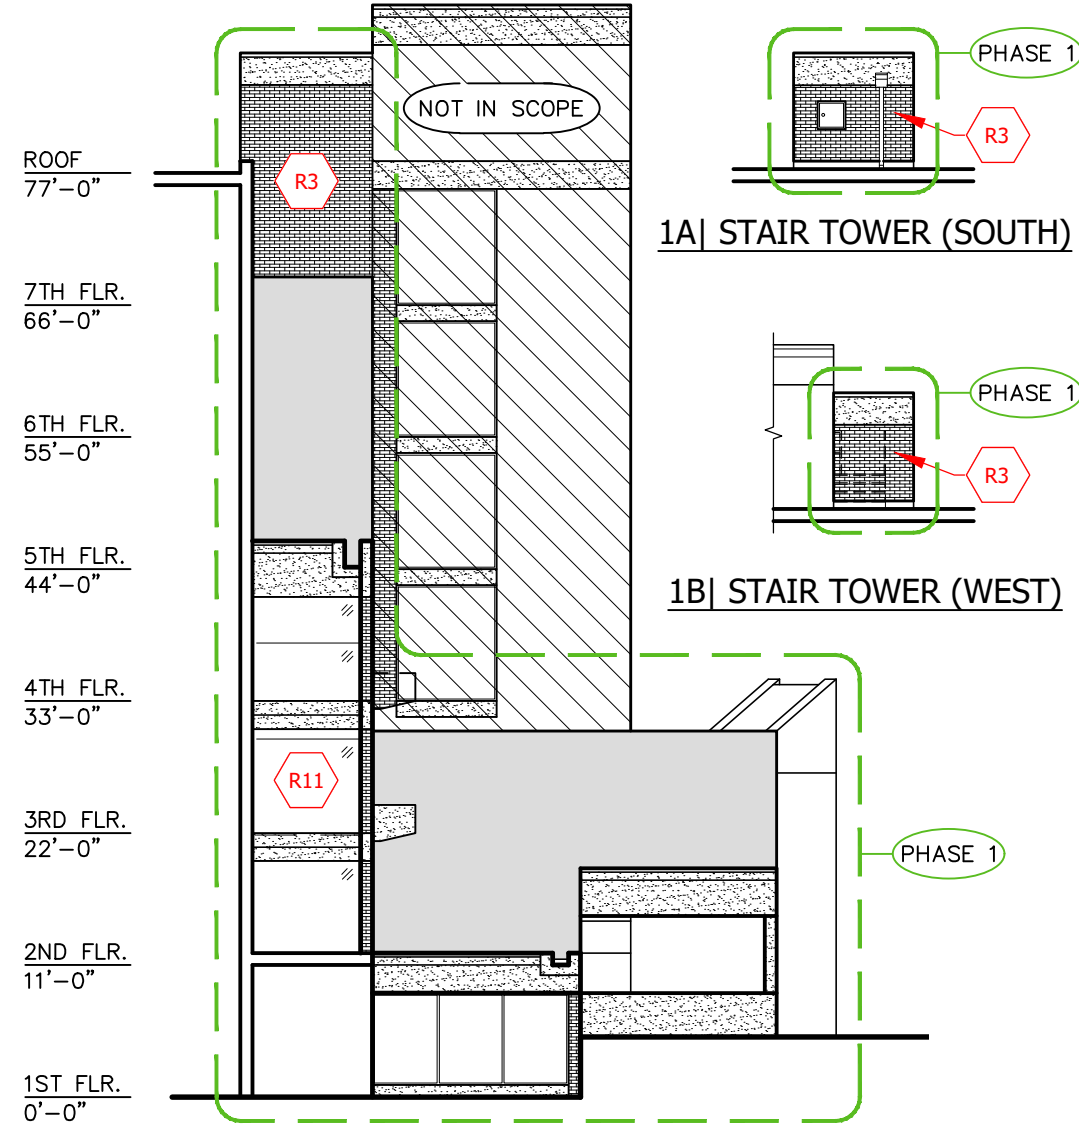 NOT IN SCOPE
PHASE 1
R3
1A| STAIR TOWER (SOUTH)
ROOF
77'-0"
R3
7TH FLR.
66'-0"
PHASE 1
R3
6TH FLR.
55'-0"
1B| STAIR TOWER (WEST)
5TH FLR.
44'-0"
4TH FLR.
33'-0"
R11
3RD FLR.
22'-0"
PHASE 1
2ND FLR.
11'-0"
1ST FLR.
0'-0"